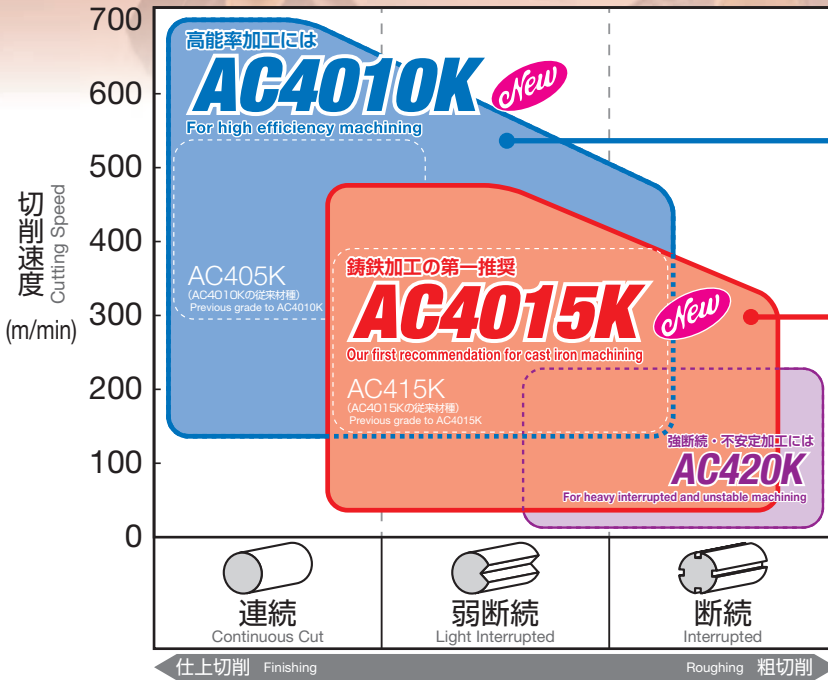 700
600
500
400
300
200
100
0
切削速度
Cutting Speed
(m/min)
高能率加工には
AC4010K
New
For high efficiency machining
AC405K
(AC4010Kの従来材種)
Previous grade to AC4010K
鋳鉄加工の第一推奨
AC4015K
New
Our first recommendation for cast iron machining
AC415K
(AC4015Kの従来材種)
Previous grade to AC4015K
強断続・不安定加工には
AC420K
For heavy interrupted and unstable machining
連続
Continuous Cut
弱断続
Light Interrupted
断続
Interrupted
仕上切削 Finishing
Roughing 粗切削